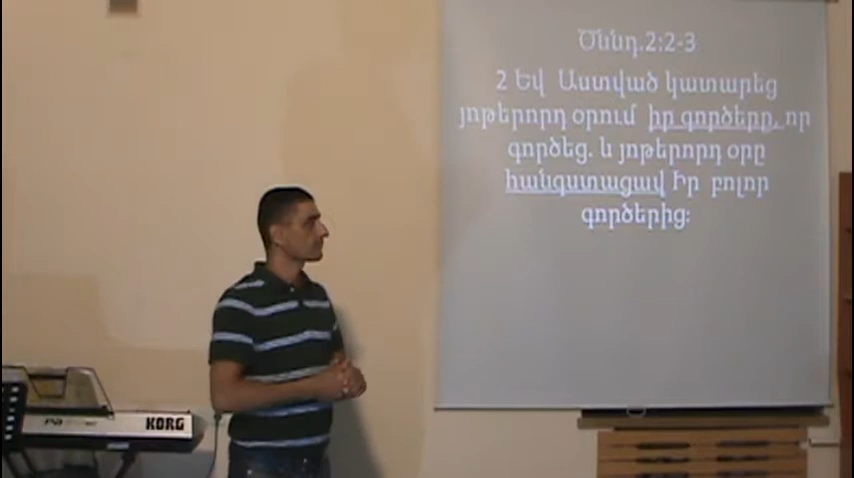 Ծննդ.2:2-3
2 Եվ Աստված կատարեց
յոթերորդ օրում իր գործերը, որ
գործեց. և յոթերորդ օրը
հանգստացավ Իր բոլոր
գործերից:
KORG